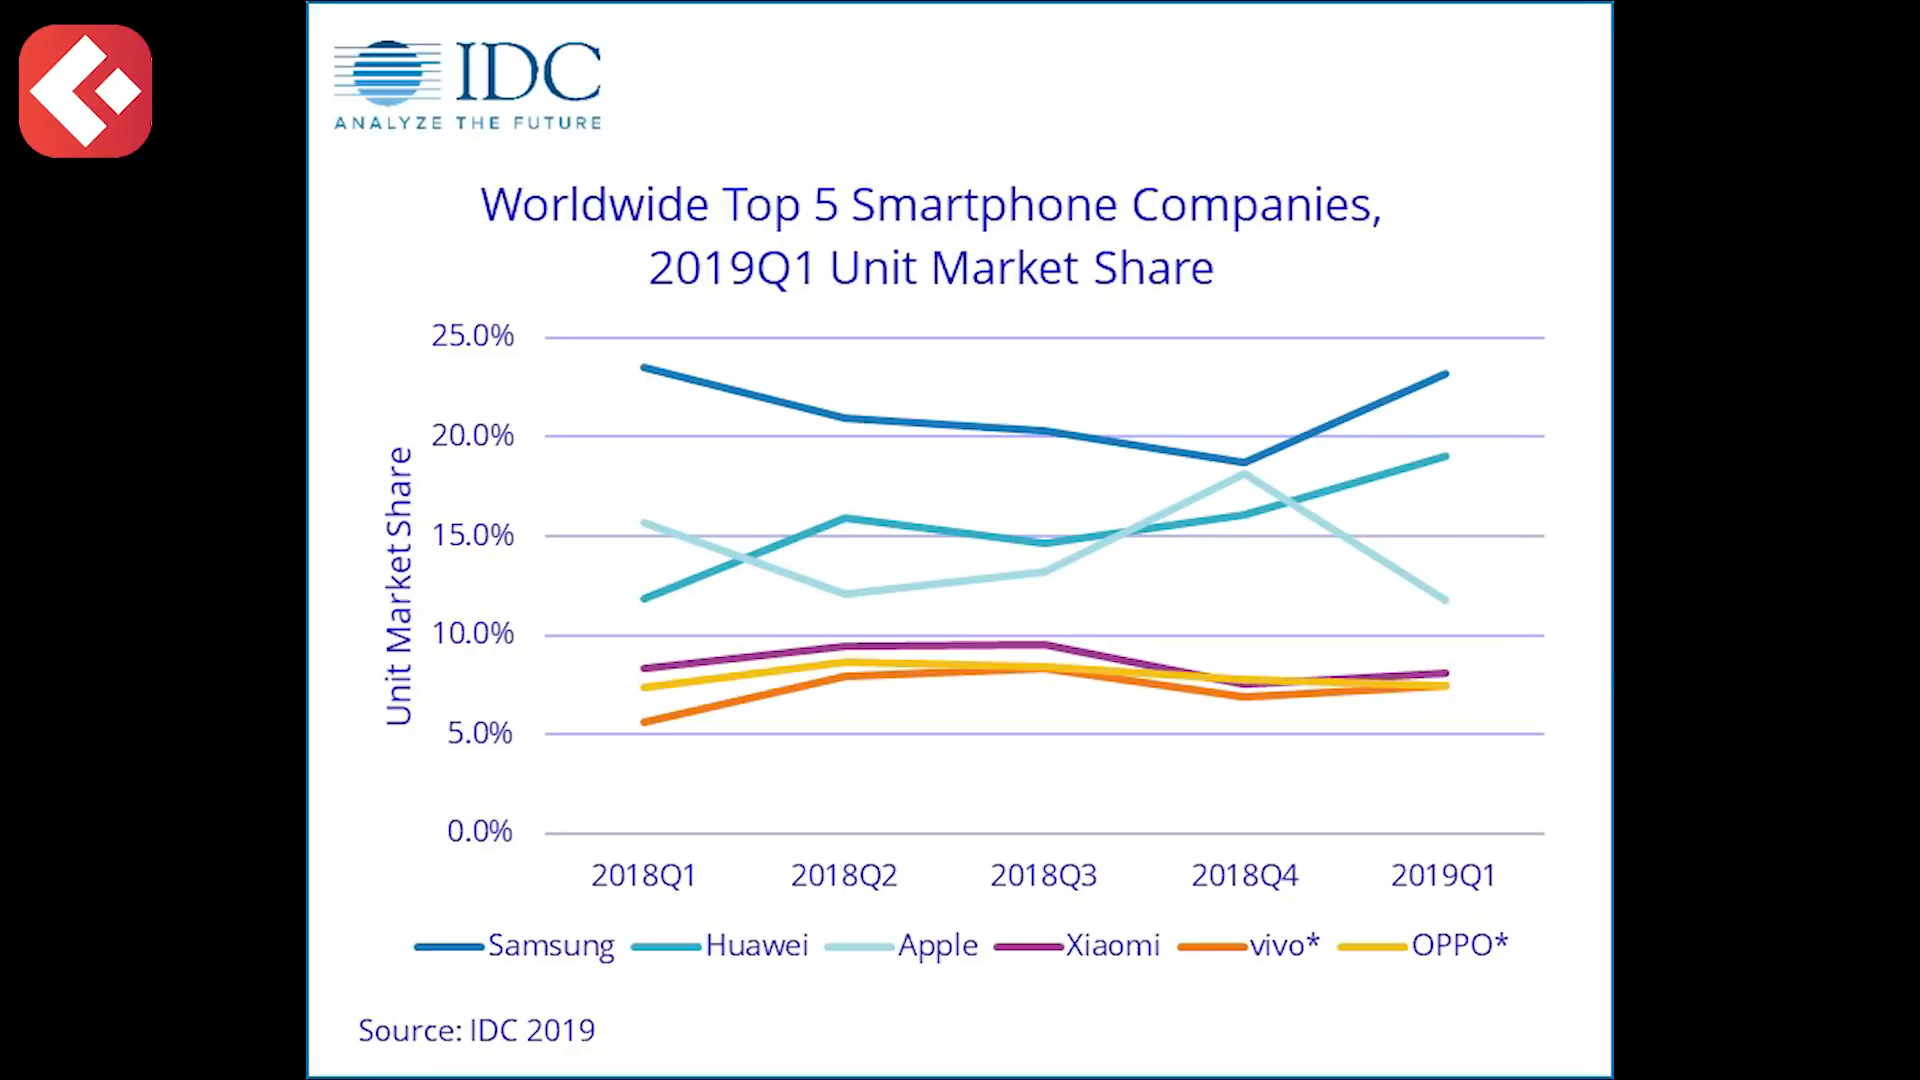 IDC
ANALYZE THE FUTURE
Worldwide Top 5 Smartphone Companies,
2019Q1 Unit Market Share
Unit Market Share
25.0%
20.0%
15.0%
10.0%
5.0%
0.0%
2018Q1 2018Q2 2018Q3 2018Q4 2019Q1
Samsung Huawei Apple Xiaomi vivo* OPPO*
Source: IDC 2019